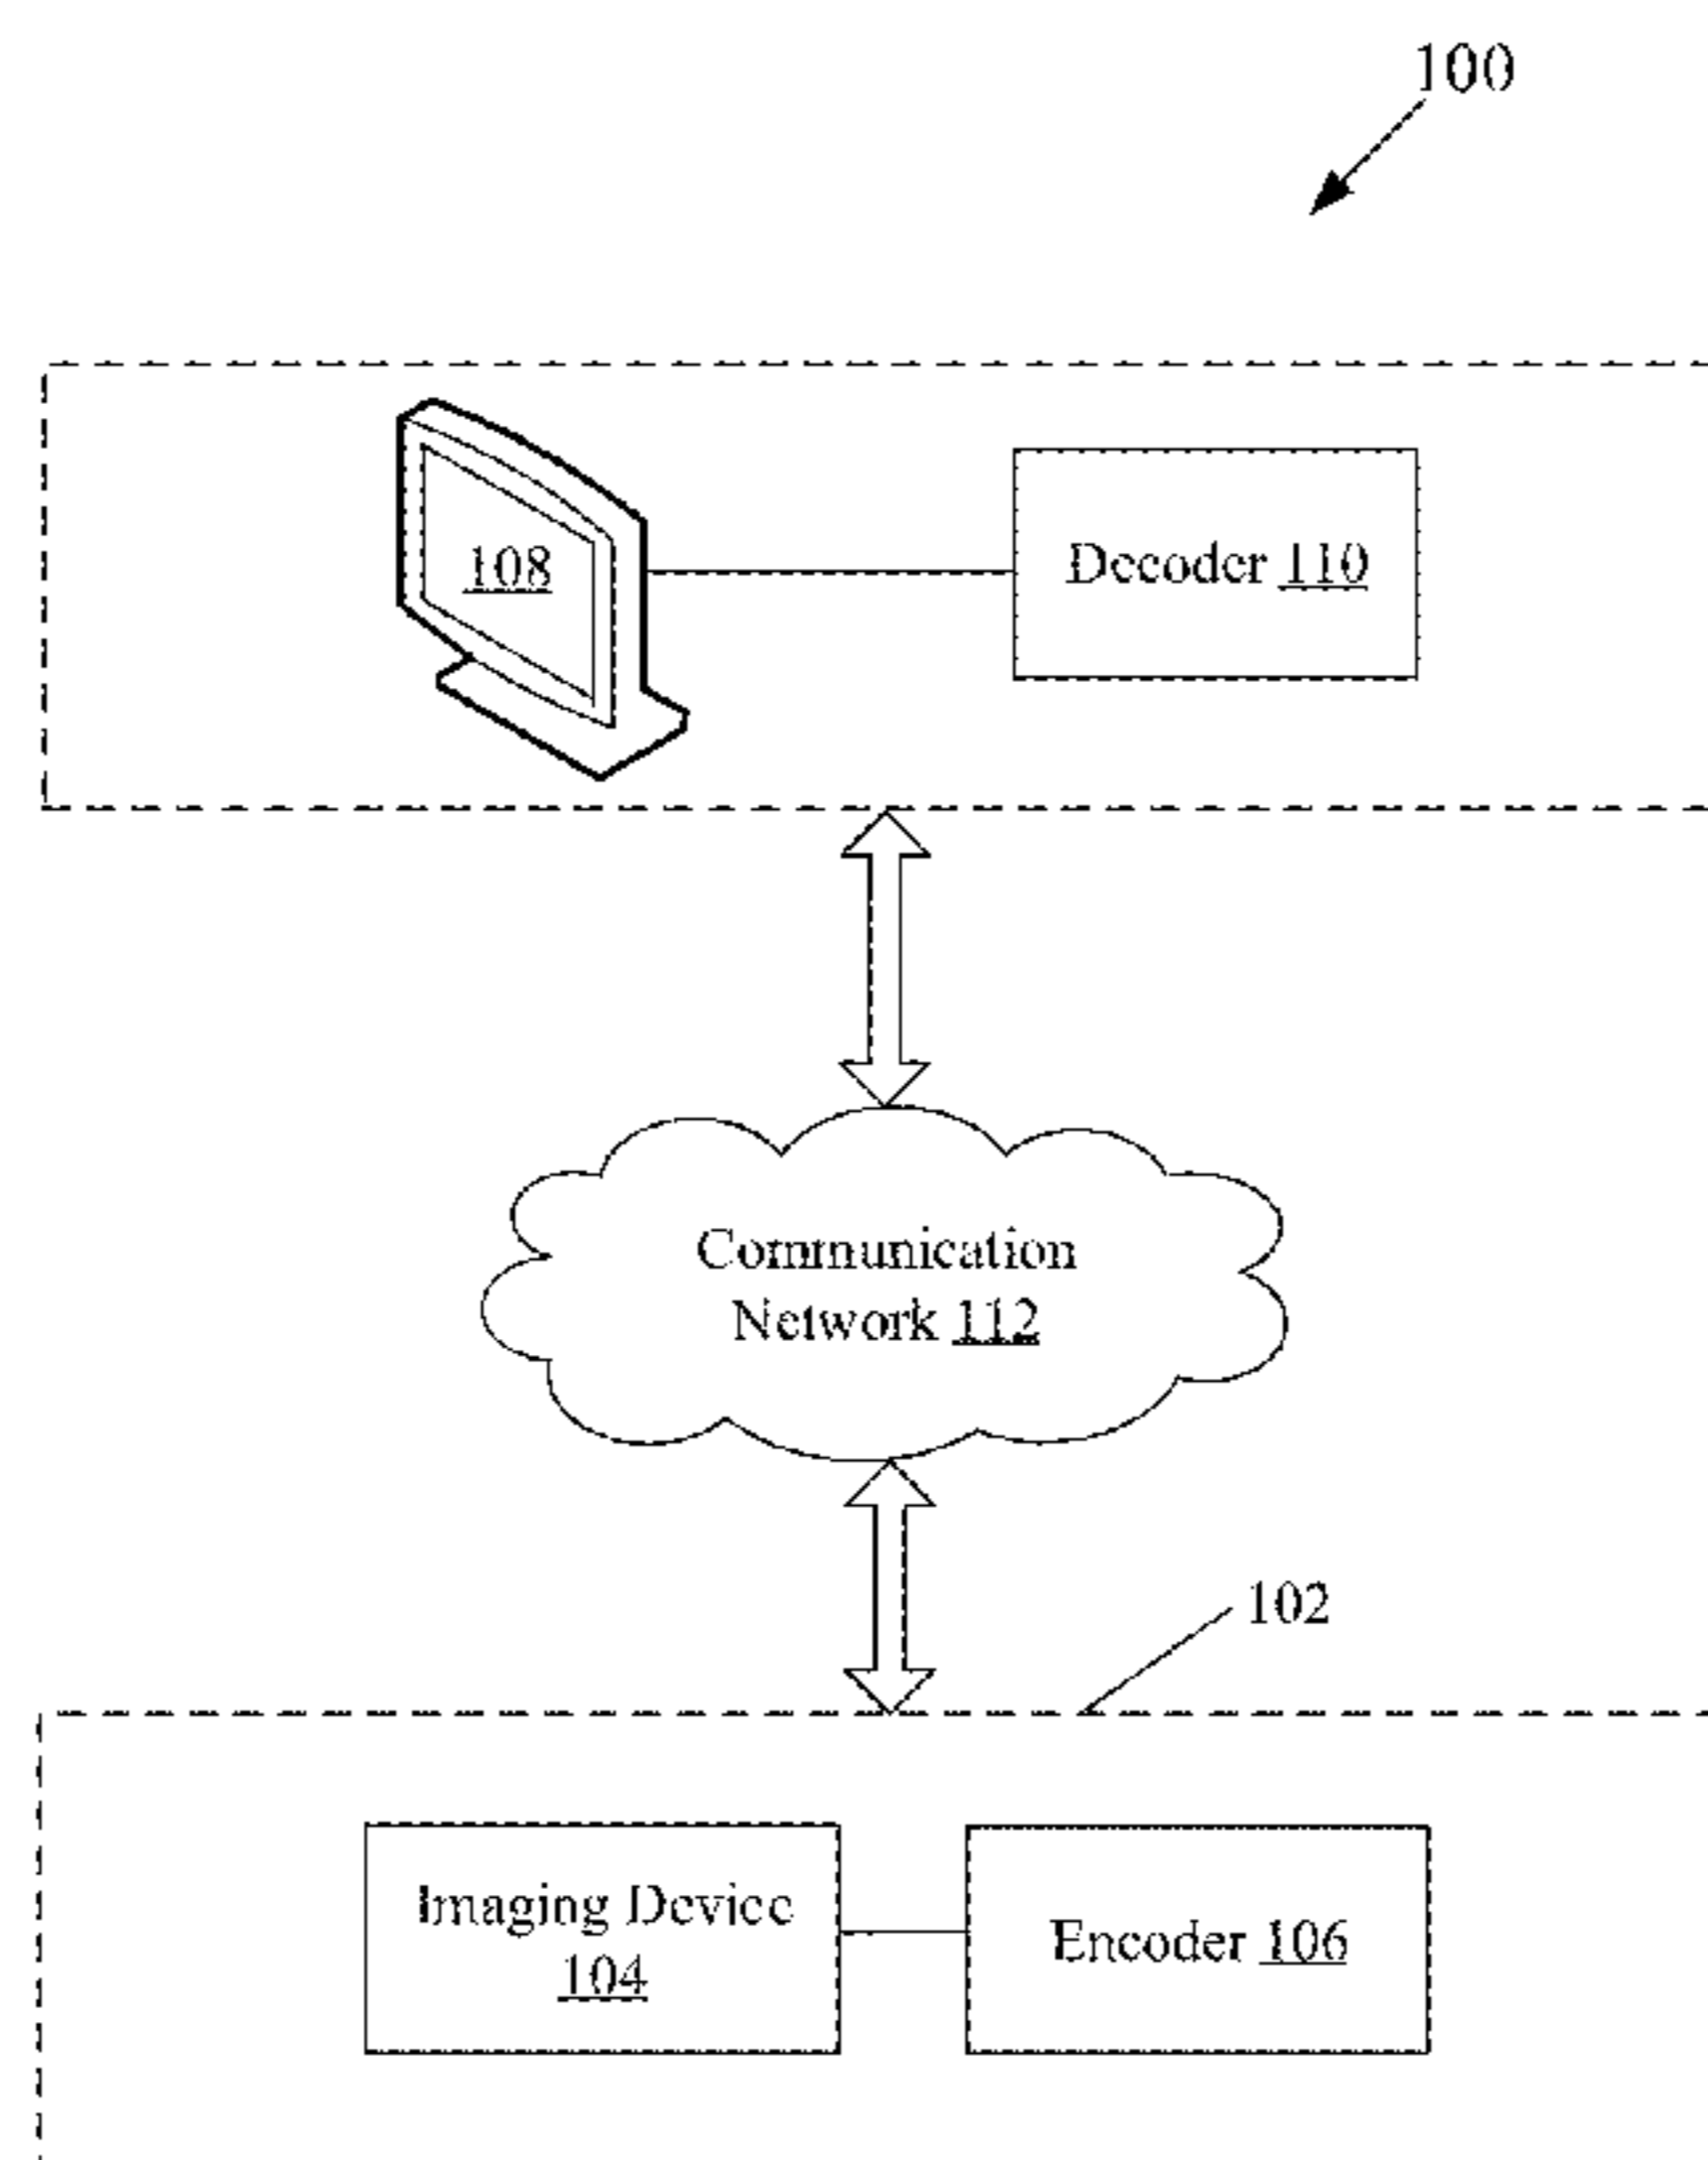 100
108
Decoder 110
Communication
Network 112
102
Imaging Device
104
Encoder 106